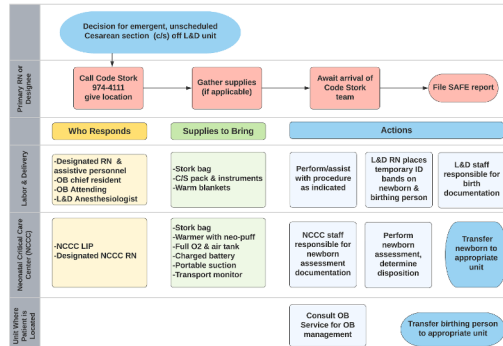 Decision for emergent, unscheduled
Cesarean section (c/s) off L&D unit
Primary RN or
Designee
Call Code Stork
974-4111
give location
Gather supplies
(if applicable)
Await arrival of
Code Stork
team
File SAFE report
Who Responds
Supplies to Bring
Actions
Labor & Delivery
-Designated RN &
assistive personnel
-OB chief resident
-OB Attending
-L&D Anesthesiologist
-Stork bag
-C/S pack & instruments
-Warm blankets
Perform/assist
with procedure
as indicated
L&D RN places
temporary ID
bands on
newborn &
birthing person
L&D staff
responsible for
birth
documentation
Neonatal Critical Care
Center (NCCC)
-NCCC LIP
-Designated NCCC RN
-Stork bag
-Warmer with neo-puff
-Full O2 & air tank
-Charged battery
-Portable suction
-Transport monitor
NCCC staff
responsible for
newborn
assessment
documentation
Perform
newborn
assessment,
determine
disposition
Transfer
newborn to
appropriate
unit
Unit Where
Patient is
Located
Consult OB
Service for OB
management
Transfer birthing person
to appropriate unit